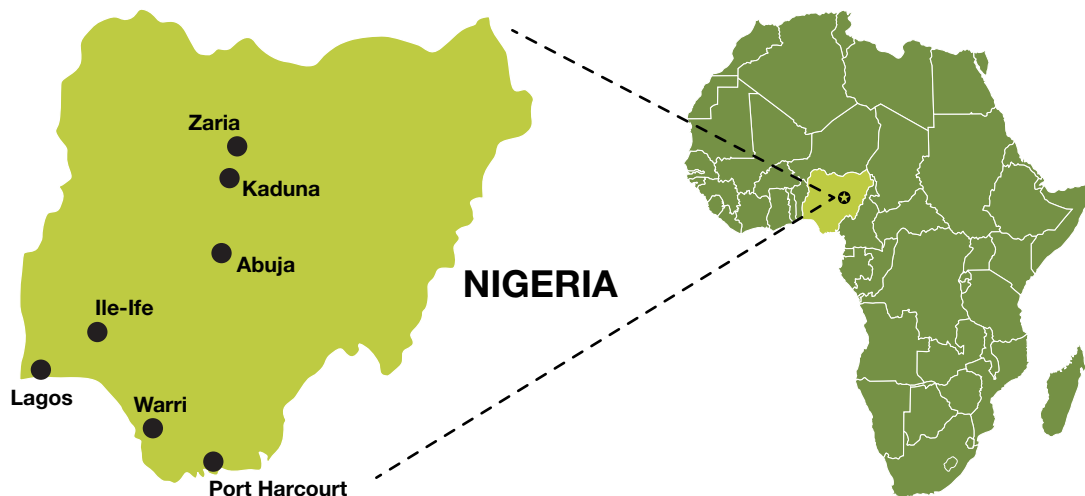 Zaria
Kaduna
Abuja
NIGERIA
Ile-Ife
Lagos
Warri
Port Harcourt